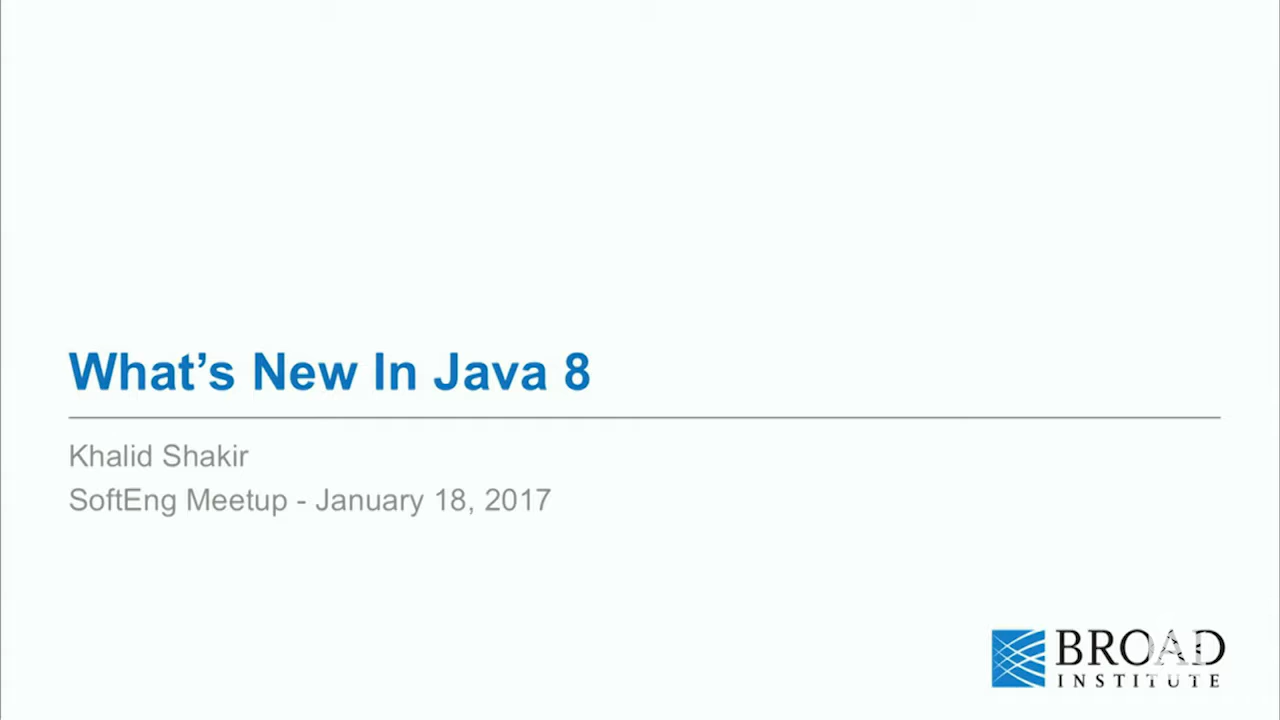 What’s New In Java 8
Khalid Shakir
SoftEng Meetup - January 18, 2017
BROAD
INSTITUTE